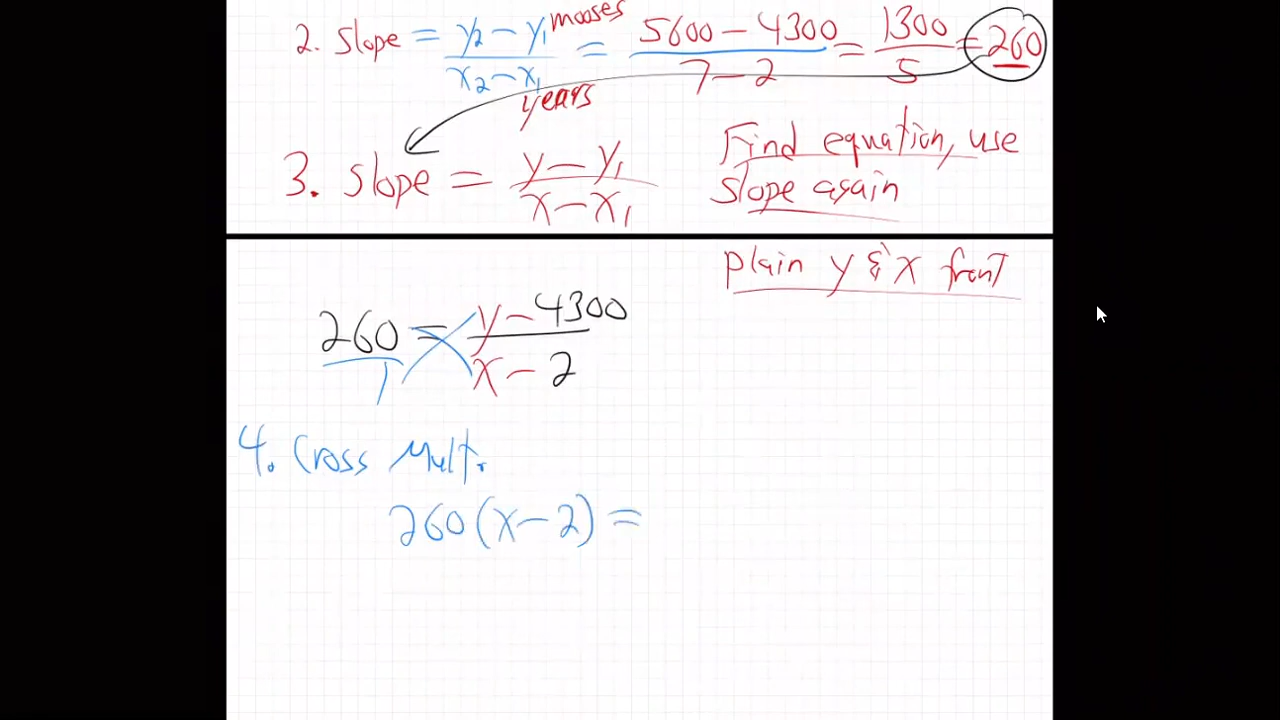 2. Slope = y2 − y1 mooses / x2 − x1 years = 5600 − 4300 / 7 − 2 = 1300 / 5 = 260
3. Slope = y − y1 / x − x1
Find equation, use
slope again
plain y & x front
260 / 1 = y − 4300 / x − 2
4. Cross Mult.
260(x − 2) =